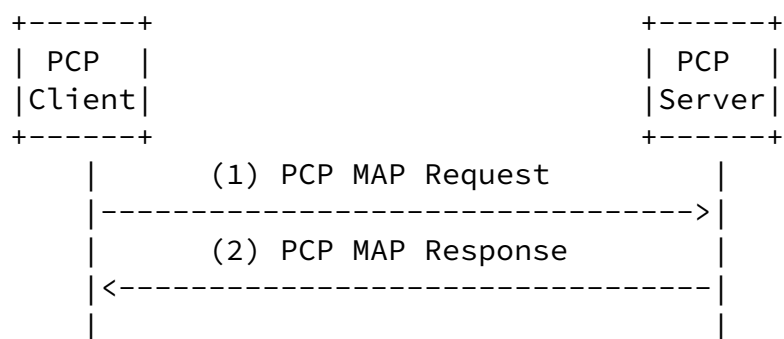 +------+                            +------+
| PCP  |                            | PCP  |
|Client|                            |Server|
+------+                            +------+
    |      (1) PCP MAP Request         |
    |--------------------------------->|
    |      (2) PCP MAP Response        |
    |<---------------------------------|
    |                                  |